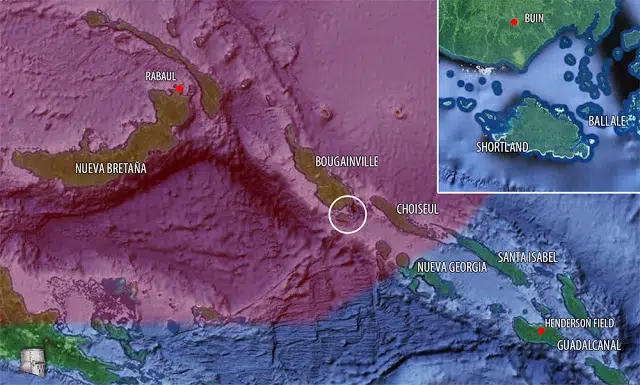 BUIN
BALLALE
SHORTLAND
RABAUL
NUEVA BRETAÑA
BOUGAINVILLE
CHOISEUL
SANTA ISABEL
NUEVA GEORGIA
HENDERSON FIELD
GUADALCANAL